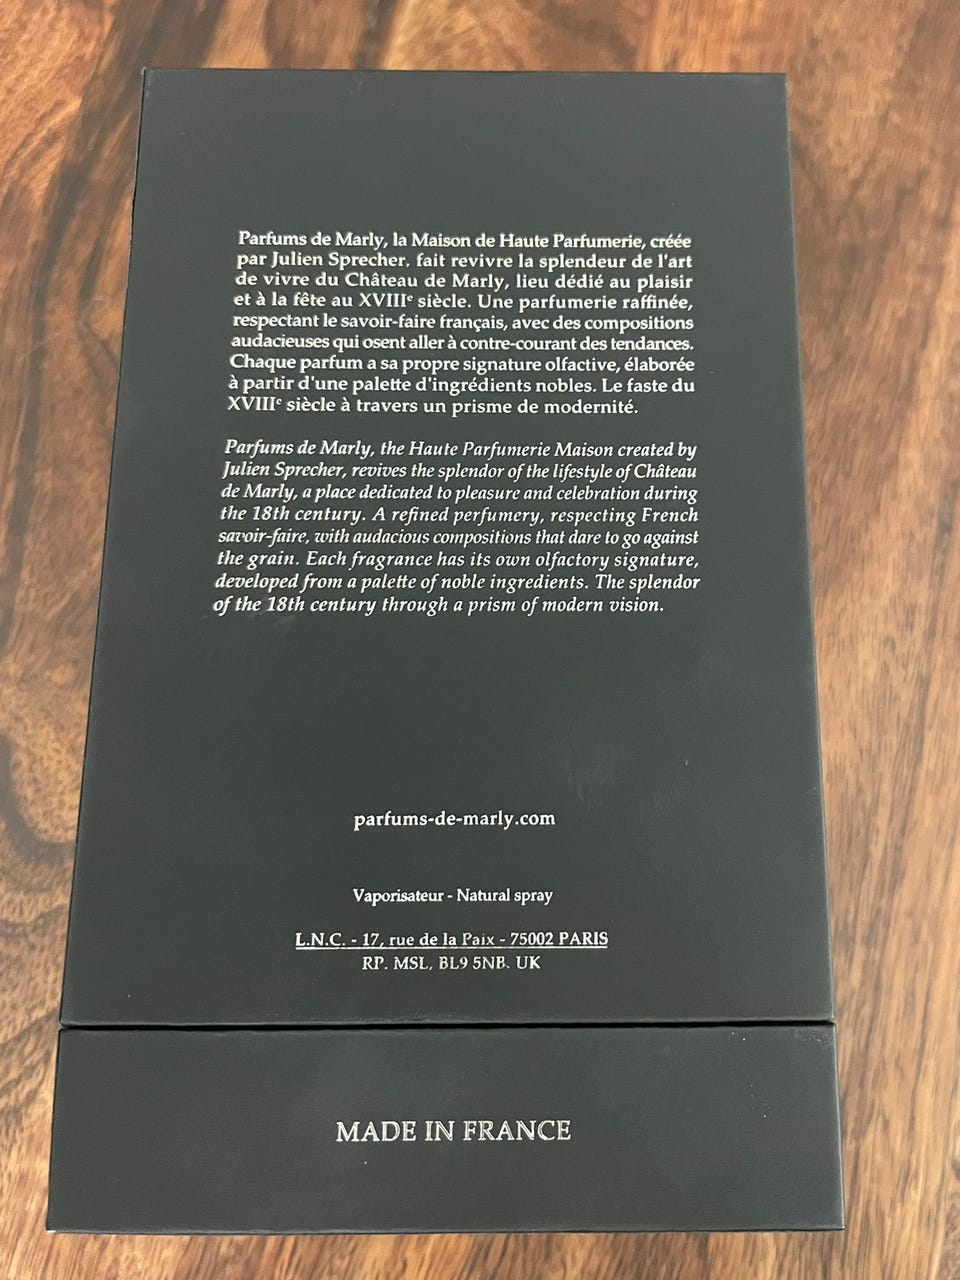 Parfums de Marly, la Maison de Haute Parfumerie, créée
par Julien Sprecher, fait revivre la splendeur de l'art
de vivre du Château de Marly, lieu dédié au plaisir
et à la fête au XVIIIe siècle. Une parfumerie raffinée,
respectant le savoir-faire français, avec des compositions
audacieuses qui osent aller à contre-courant des tendances.
Chaque parfum a sa propre signature olfactive, élaborée
à partir d'une palette d'ingrédients nobles. Le faste du
XVIIIe siècle à travers un prisme de modernité.
Parfums de Marly, the Haute Parfumerie Maison created by
Julien Sprecher, revives the splendor of the lifestyle of Château
de Marly, a place dedicated to pleasure and celebration during
the 18th century. A refined perfumery, respecting French
savoir-faire, with audacious compositions that dare to go against
the grain. Each fragrance has its own olfactory signature,
developed from a palette of noble ingredients. The splendor
of the 18th century through a prism of modern vision.
parfums-de-marly.com
Vaporisateur - Natural spray
L.N.C. - 17, rue de la Paix - 75002 PARIS
RP. MSL, BL9 5NB. UK
MADE IN FRANCE